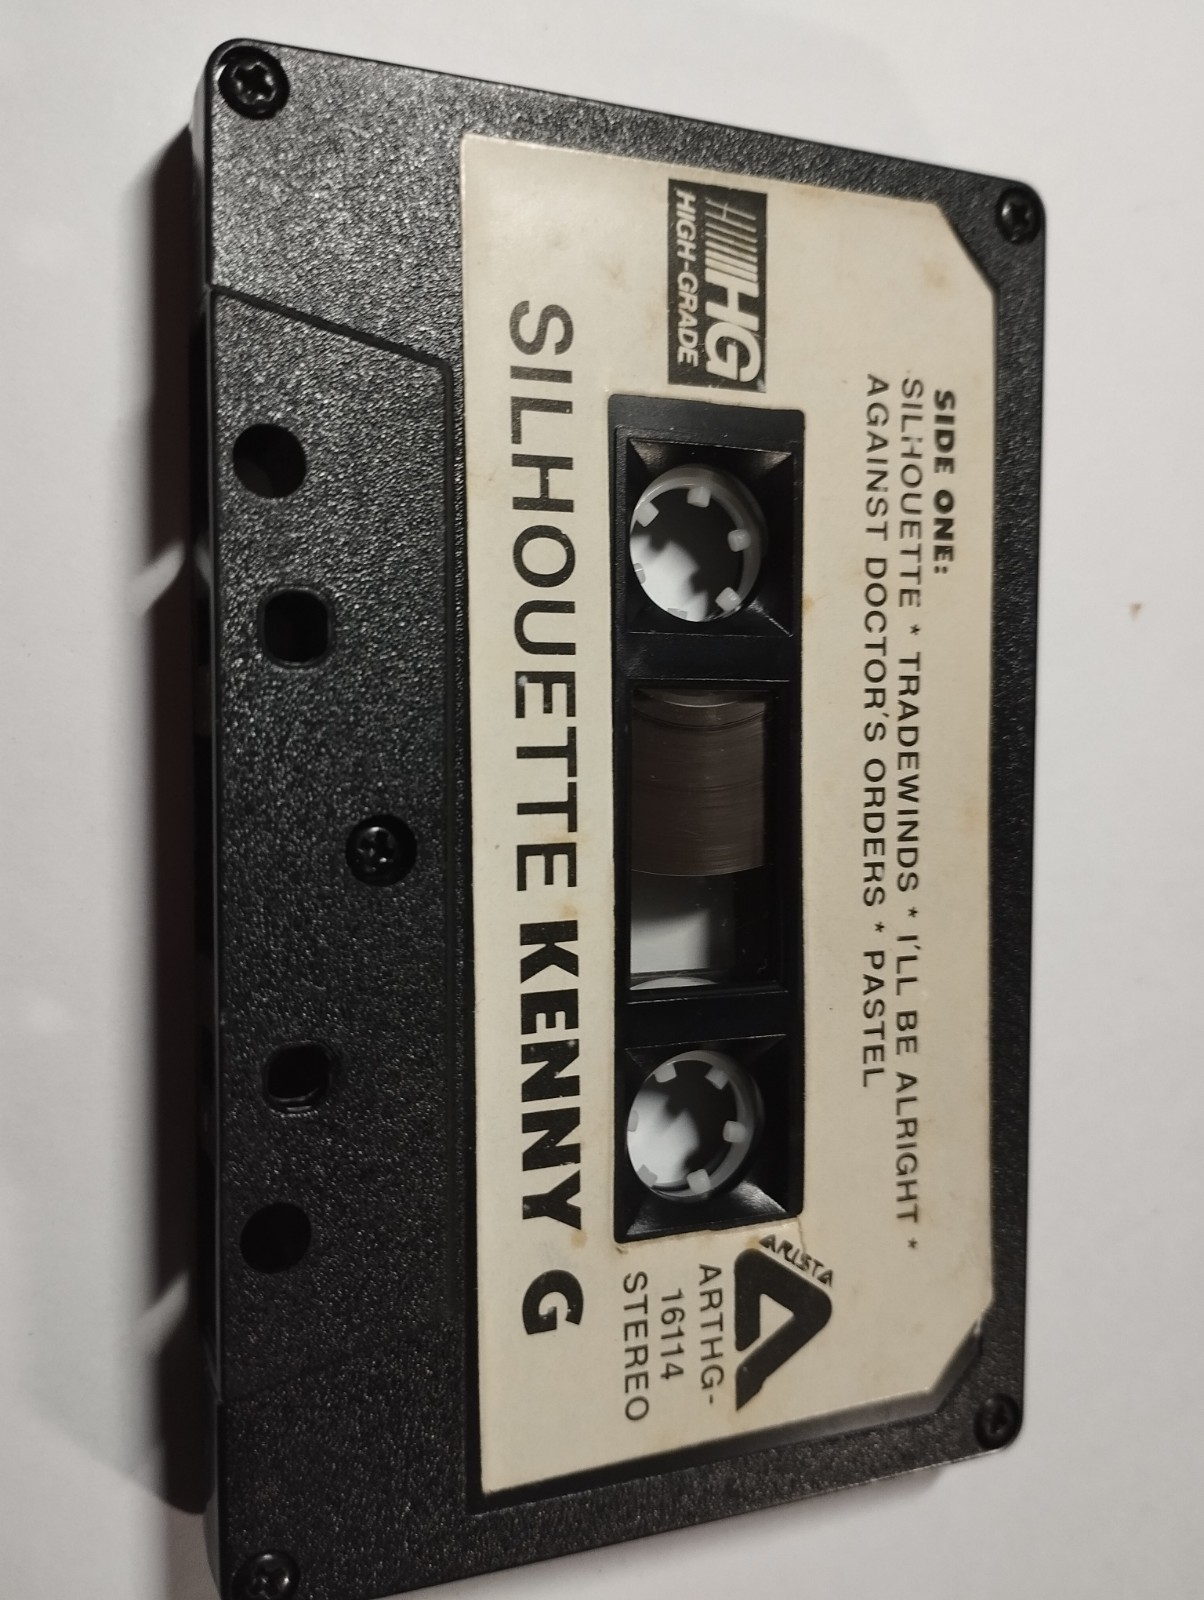 SIDE ONE:
SILHOUETTE * TRADEWINDS * I'LL BE ALRIGHT *
AGAINST DOCTOR'S ORDERS * PASTEL
HG
HIGH-GRADE
ARISTA
ARTHG-
16114
STEREO
SILHOUETTE KENNY G